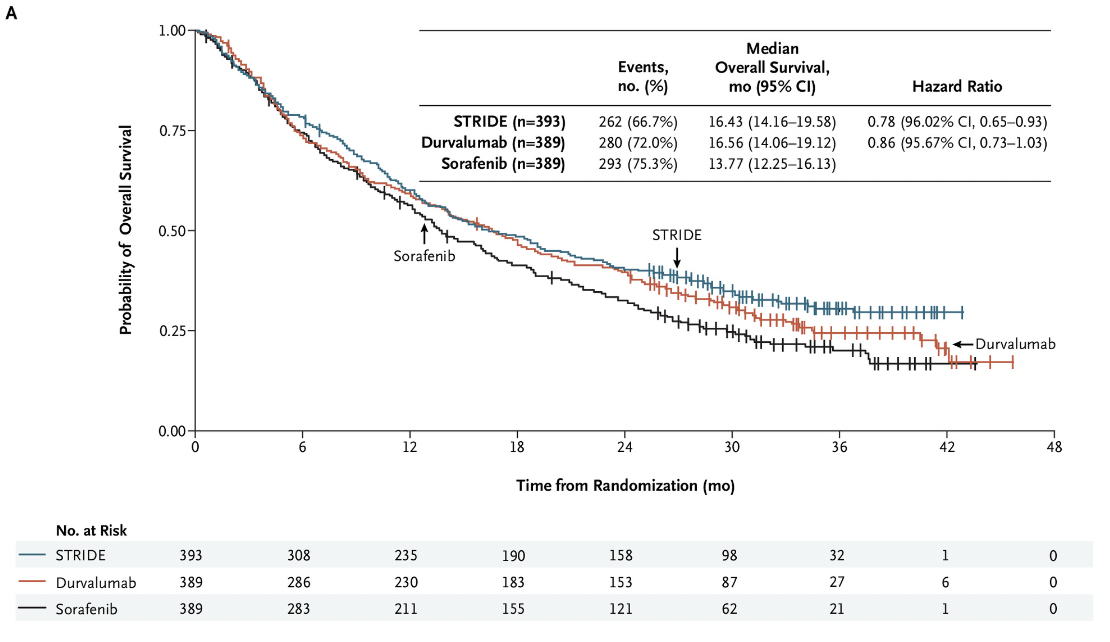 A
Median
Events, Overall Survival,
no. (%) mo (95% CI) Hazard Ratio
STRIDE (n=393) 262 (66.7%) 16.43 (14.16–19.58) 0.78 (96.02% CI, 0.65–0.93)
Durvalumab (n=389) 280 (72.0%) 16.56 (14.06–19.12) 0.86 (95.67% CI, 0.73–1.03)
Sorafenib (n=389) 293 (75.3%) 13.77 (12.25–16.13)
Probability of Overall Survival
1.00
0.75
0.50
0.25
0.00
STRIDE
Sorafenib
Durvalumab
0 6 12 18 24 30 36 42 48
Time from Randomization (mo)
No. at Risk
STRIDE 393 308 235 190 158 98 32 1 0
Durvalumab 389 286 230 183 153 87 27 6 0
Sorafenib 389 283 211 155 121 62 21 1 0